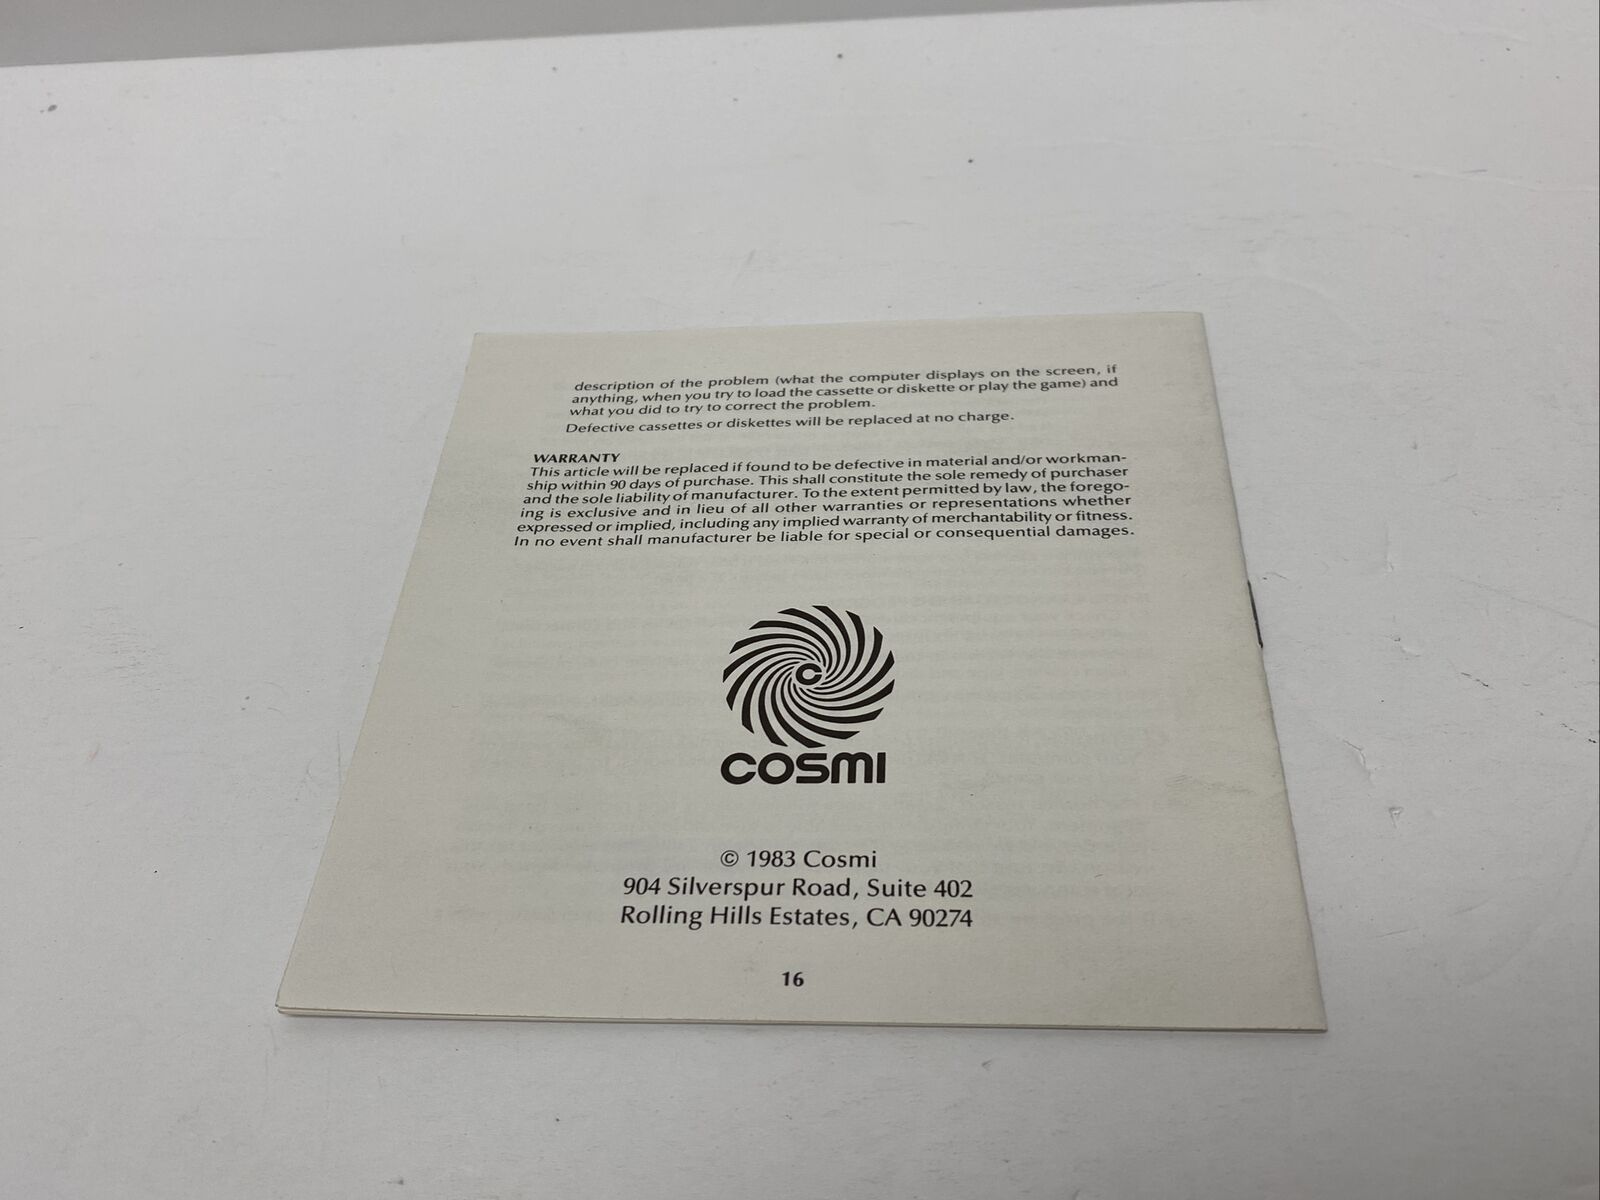 description of the problem (what the computer displays on the screen, if
anything, when you try to load the cassette or diskette or play the game) and
what you did to try to correct the problem.
Defective cassettes or diskettes will be replaced at no charge.
WARRANTY
This article will be replaced if found to be defective in material and/or workman-
ship within 90 days of purchase. This shall constitute the sole remedy of purchaser
and the sole liability of manufacturer. To the extent permitted by law, the forego-
ing is exclusive and in lieu of all other warranties or representations whether
expressed or implied, including any implied warranty of merchantability or fitness.
In no event shall manufacturer be liable for special or consequential damages.
C
COSMI
© 1983 Cosmi
904 Silverspur Road, Suite 402
Rolling Hills Estates, CA 90274
16